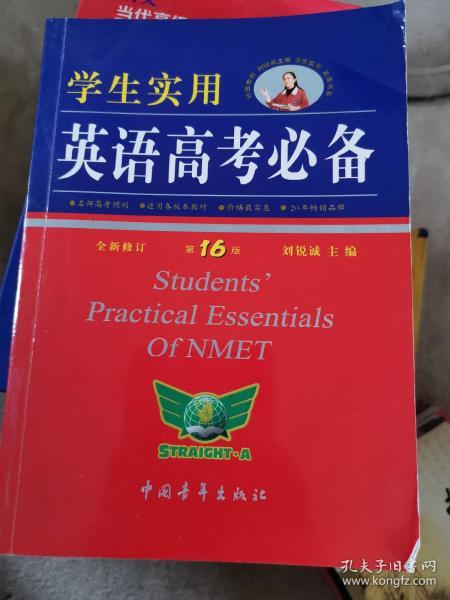 当代高
学生实用
英语高考必备
●名师高考预测 ●适用各版本教材 ●价格最实惠 ●20年畅销品牌
全新修订 第16版 刘锐诚 主编
Students'
Practical Essentials
Of NMET
STRAIGHT-A
中国青年出版社
孔夫子旧书网
www.kongfz.com